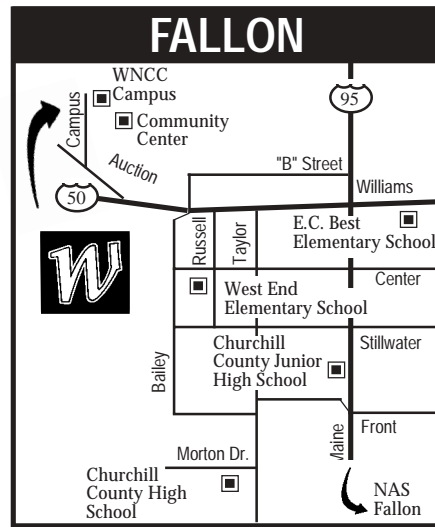 FALLON
WNCC
Campus
Community
Center
Campus
Auction
95
"B" Street
50
Williams
E.C. Best
Elementary School
Russell
Taylor
W
Center
West End
Elementary School
Stillwater
Churchill
County Junior
High School
Bailey
Front
Maine
Morton Dr.
Churchill
County High
School
NAS
Fallon